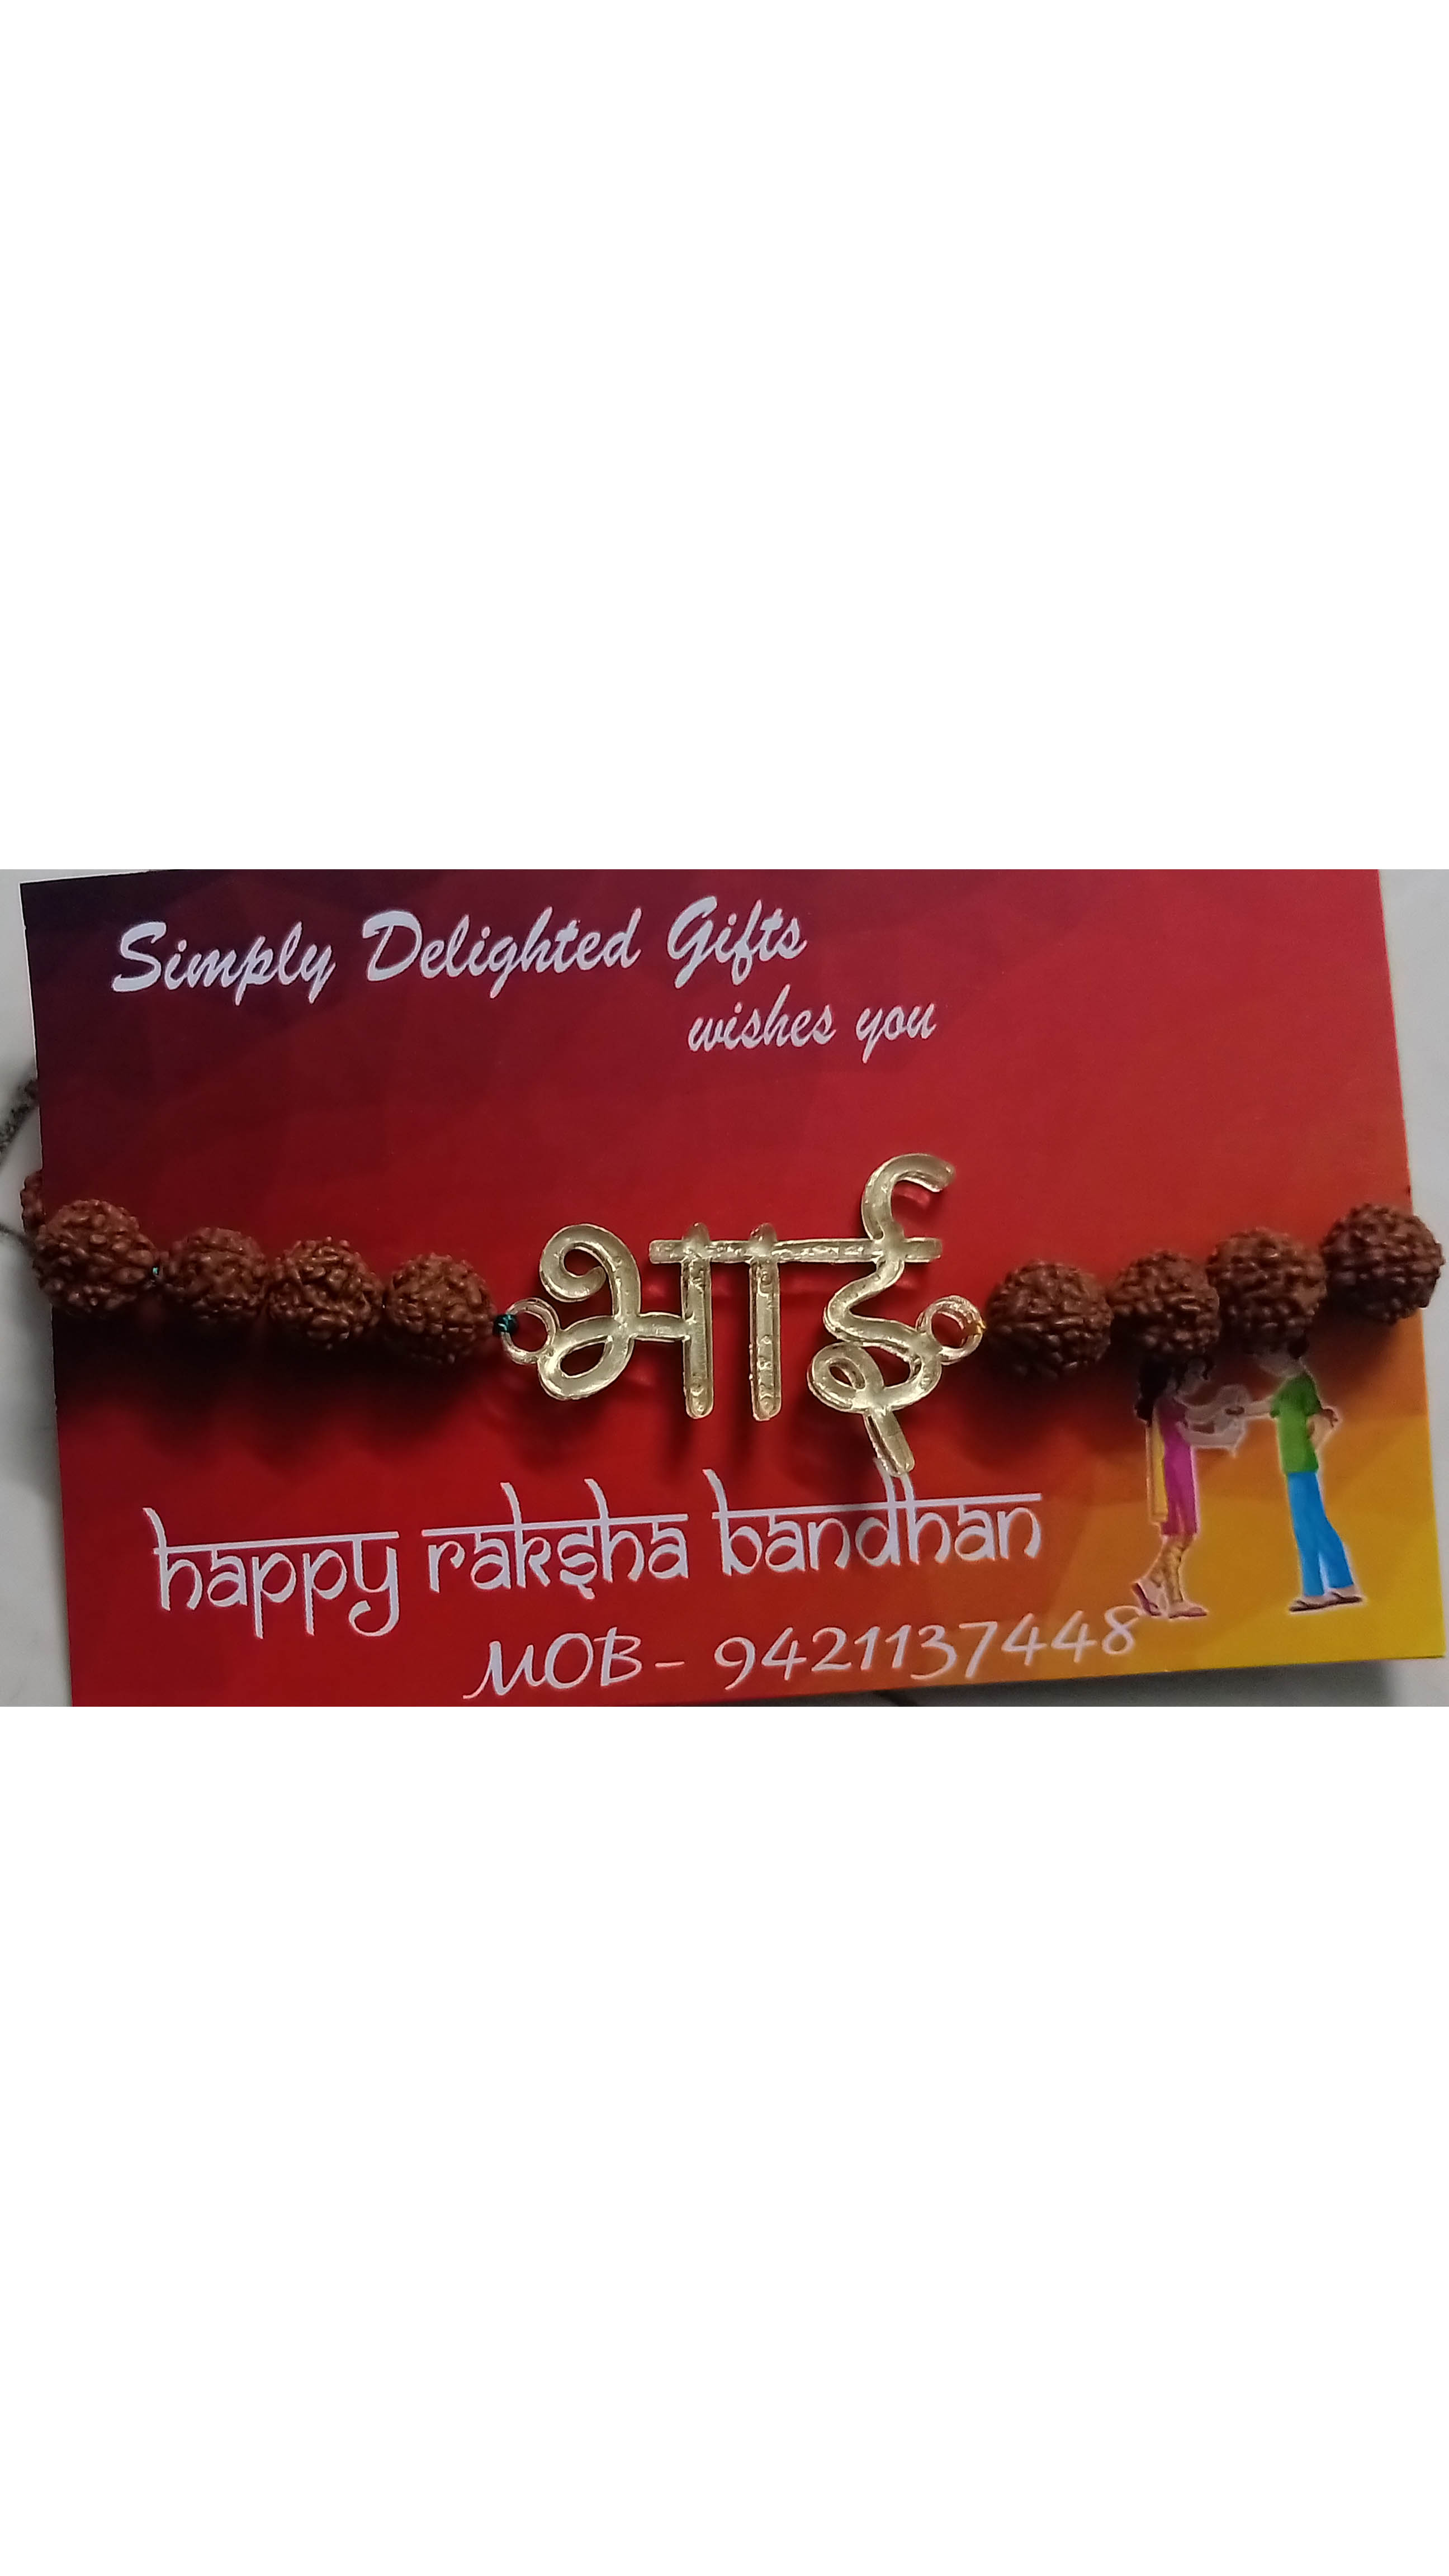 Simply Delighted Gifts
wishes you
भाई
happy raksha bandhan
MOB - 9421137448